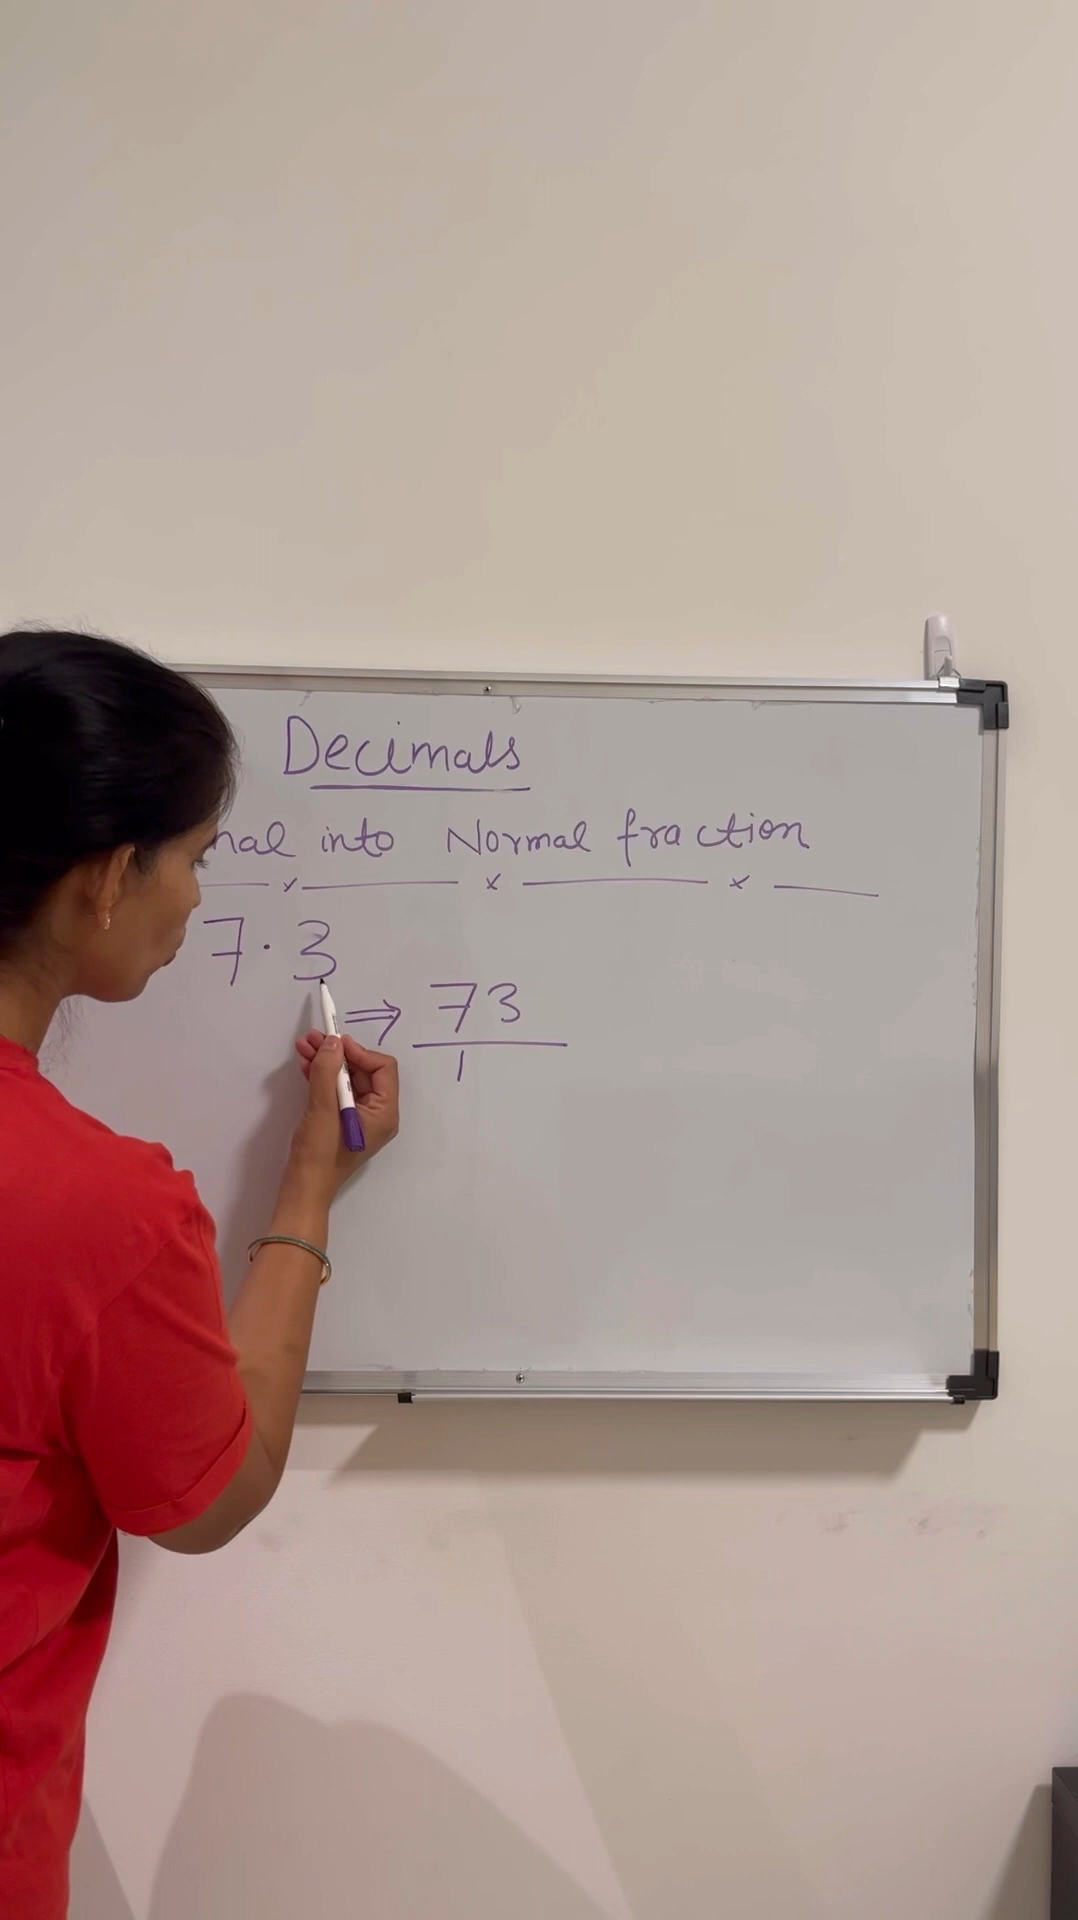 Decimals
nal into Normal fraction
x x x
7.3
⇒ 73
1